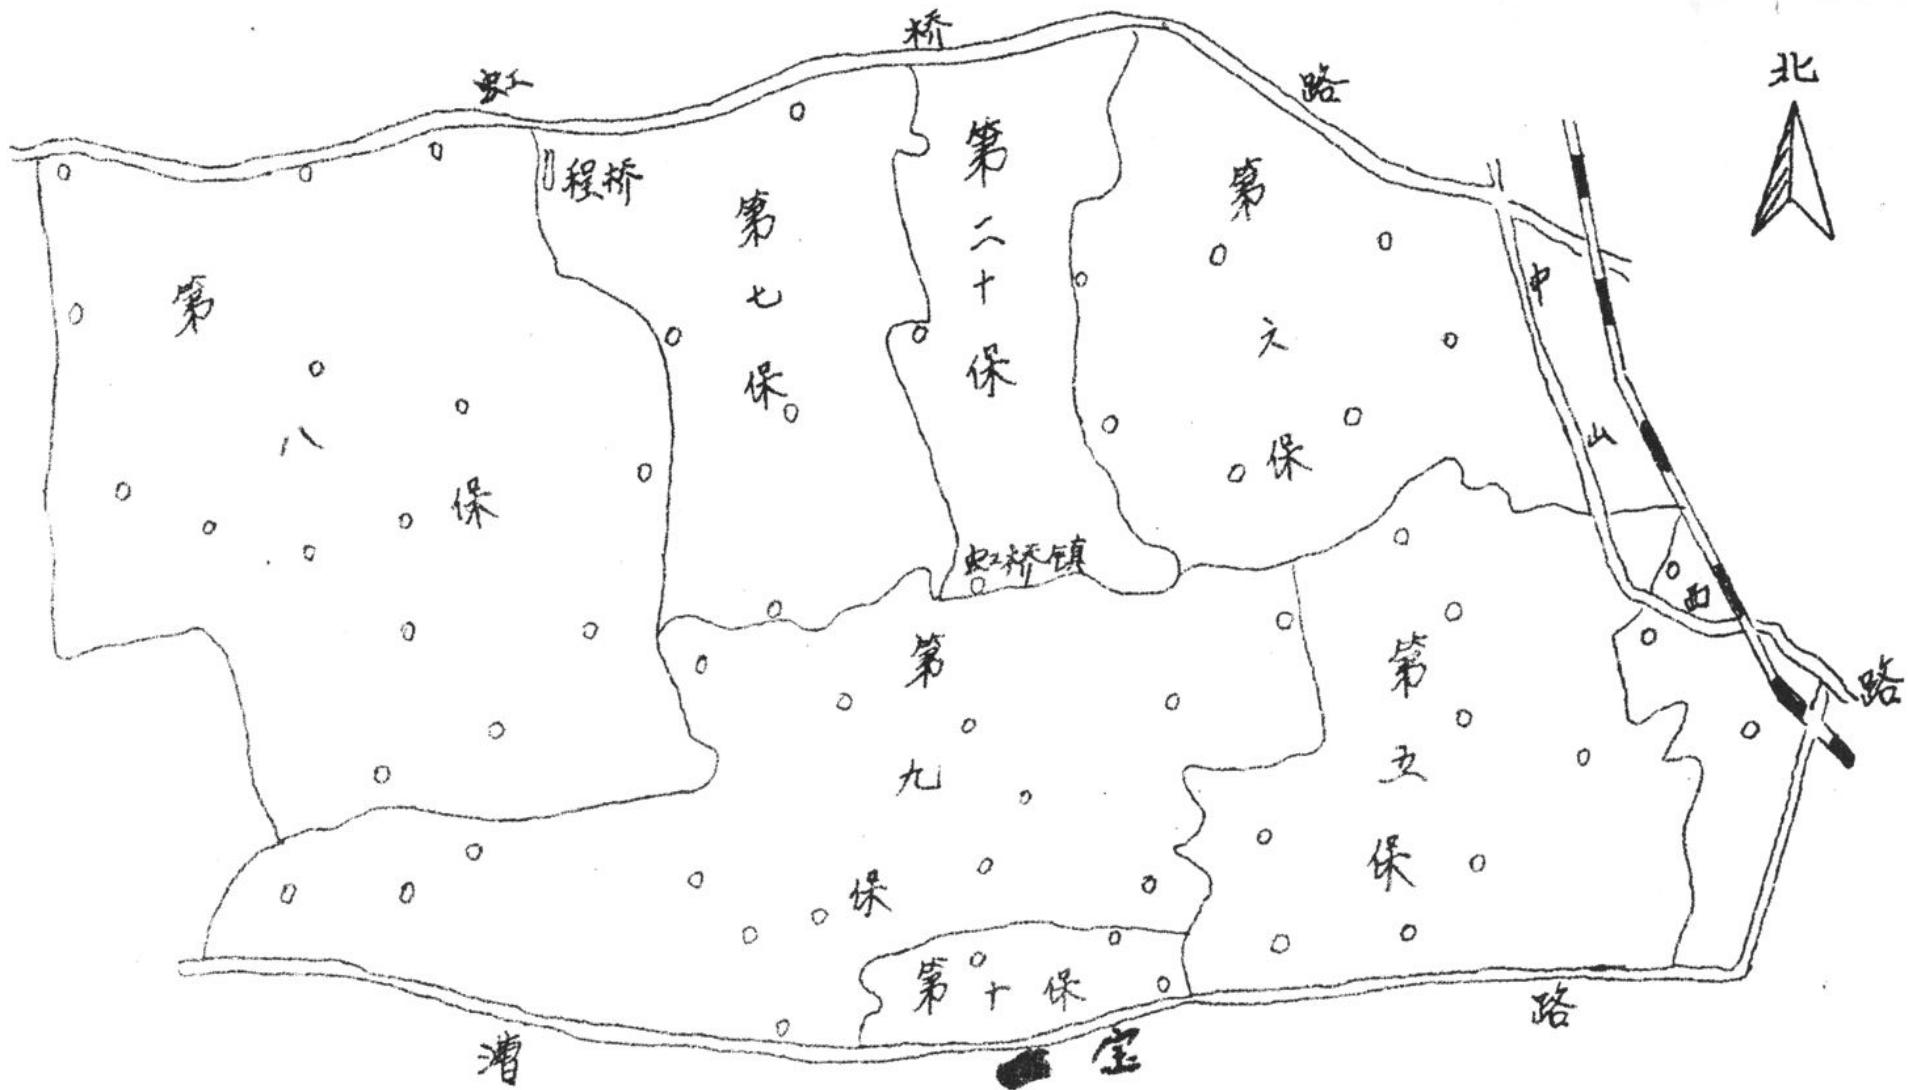 虹桥路
北
程桥
第八保
第七保
第二十保
第六保
中山西路
虹桥镇
第九保
第五保
第十保
漕宝路